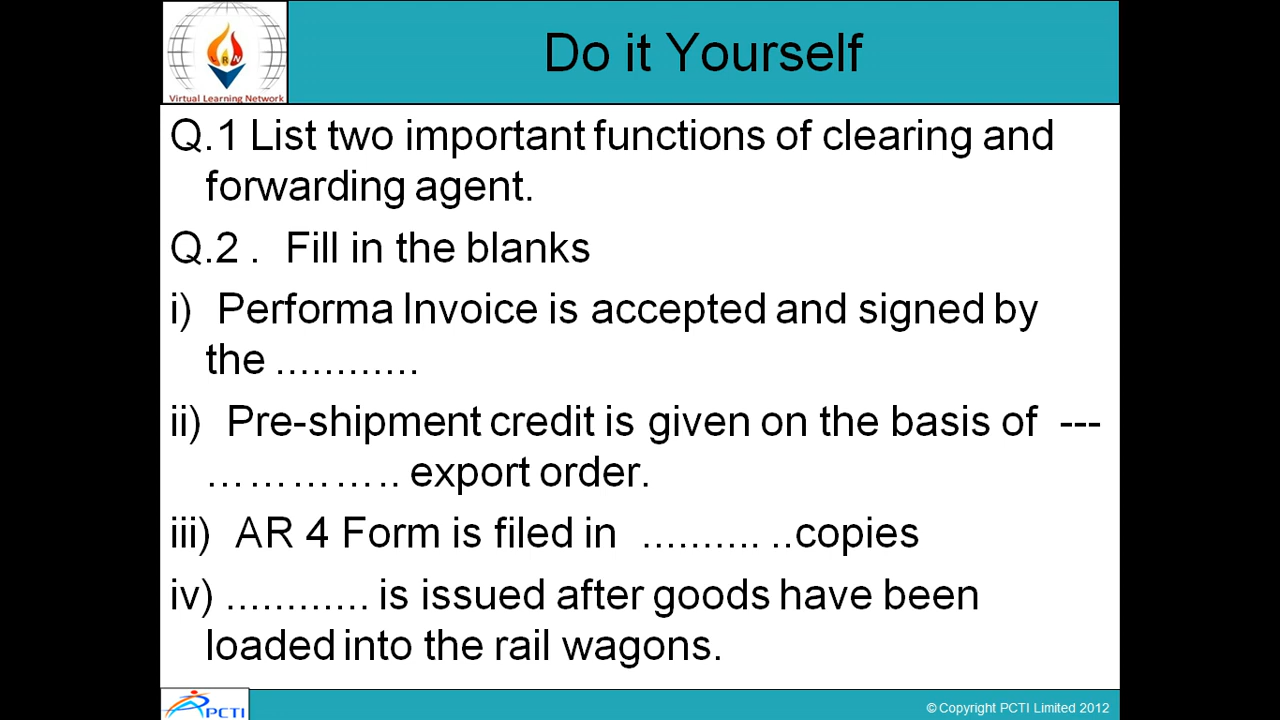 Do it Yourself
LRN
Virtual Learning Network
Q.1 List two important functions of clearing and
forwarding agent.
Q.2 . Fill in the blanks
i) Performa Invoice is accepted and signed by
the ............
ii) Pre-shipment credit is given on the basis of ---
………….. export order.
iii) AR 4 Form is filed in .......... ..copies
iv) ............ is issued after goods have been
loaded into the rail wagons.
PCTI
© Copyright PCTI Limited 2012